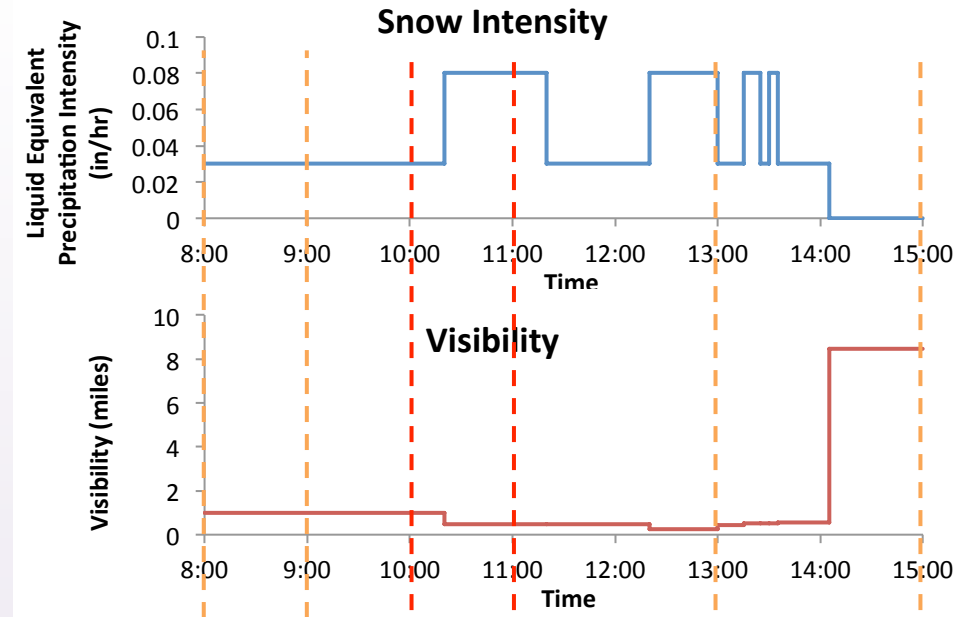 Snow Intensity
Liquid Equivalent
Precipitation Intensity
(in/hr)
0.1
0.08
0.06
0.04
0.02
0
8:00 9:00 10:00 11:00 12:00 13:00 14:00 15:00
Time
Visibility
Visibility (miles)
10
8
6
4
2
0
8:00 9:00 10:00 11:00 12:00 13:00 14:00 15:00
Time